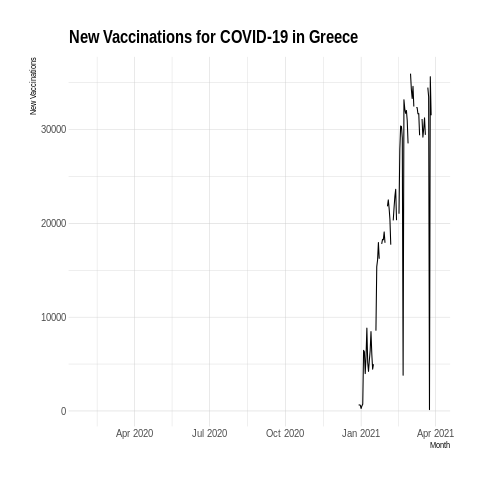 New Vaccinations for COVID-19 in Greece
New Vaccinations
30000
20000
10000
0
Apr 2020 Jul 2020 Oct 2020 Jan 2021 Apr 2021
Month